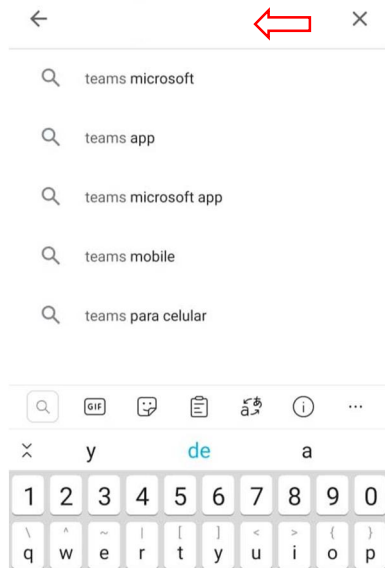 teams microsoft
teams app
teams microsoft app
teams mobile
teams para celular
GIF
y de a
1 2 3 4 5 6 7 8 9 0
\ ^ ~ | [ ] < > { }
q w e r t y u i o p